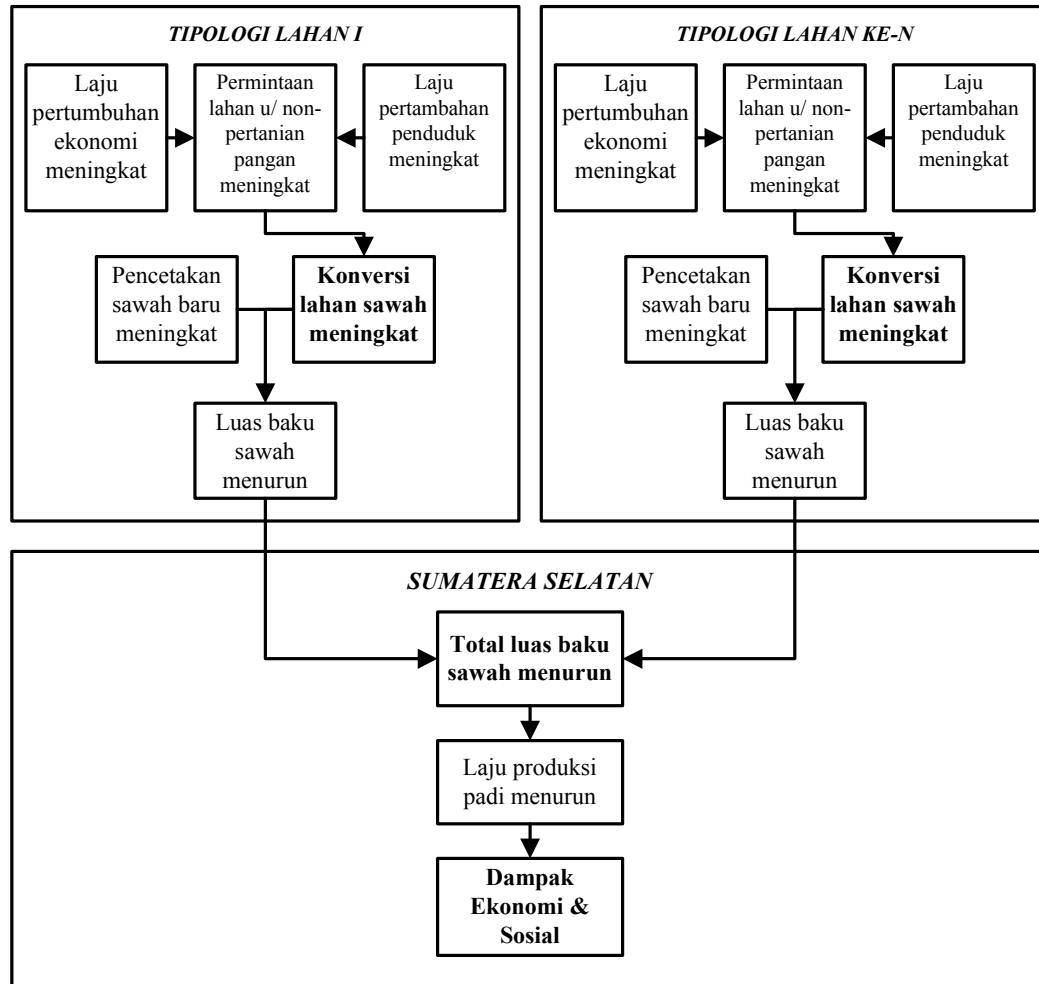 TIPOLOGI LAHAN I
Laju
pertumbuhan
ekonomi
meningkat
Permintaan
lahan u/ non-
pertanian
pangan
meningkat
Laju
pertambahan
penduduk
meningkat
Pencetakan
sawah baru
meningkat
Konversi
lahan sawah
meningkat
Luas baku
sawah
menurun
TIPOLOGI LAHAN KE-N
Laju
pertumbuhan
ekonomi
meningkat
Permintaan
lahan u/ non-
pertanian
pangan
meningkat
Laju
pertambahan
penduduk
meningkat
Pencetakan
sawah baru
meningkat
Konversi
lahan sawah
meningkat
Luas baku
sawah
menurun
SUMATERA SELATAN
Total luas baku
sawah menurun
Laju produksi
padi menurun
Dampak
Ekonomi &
Sosial